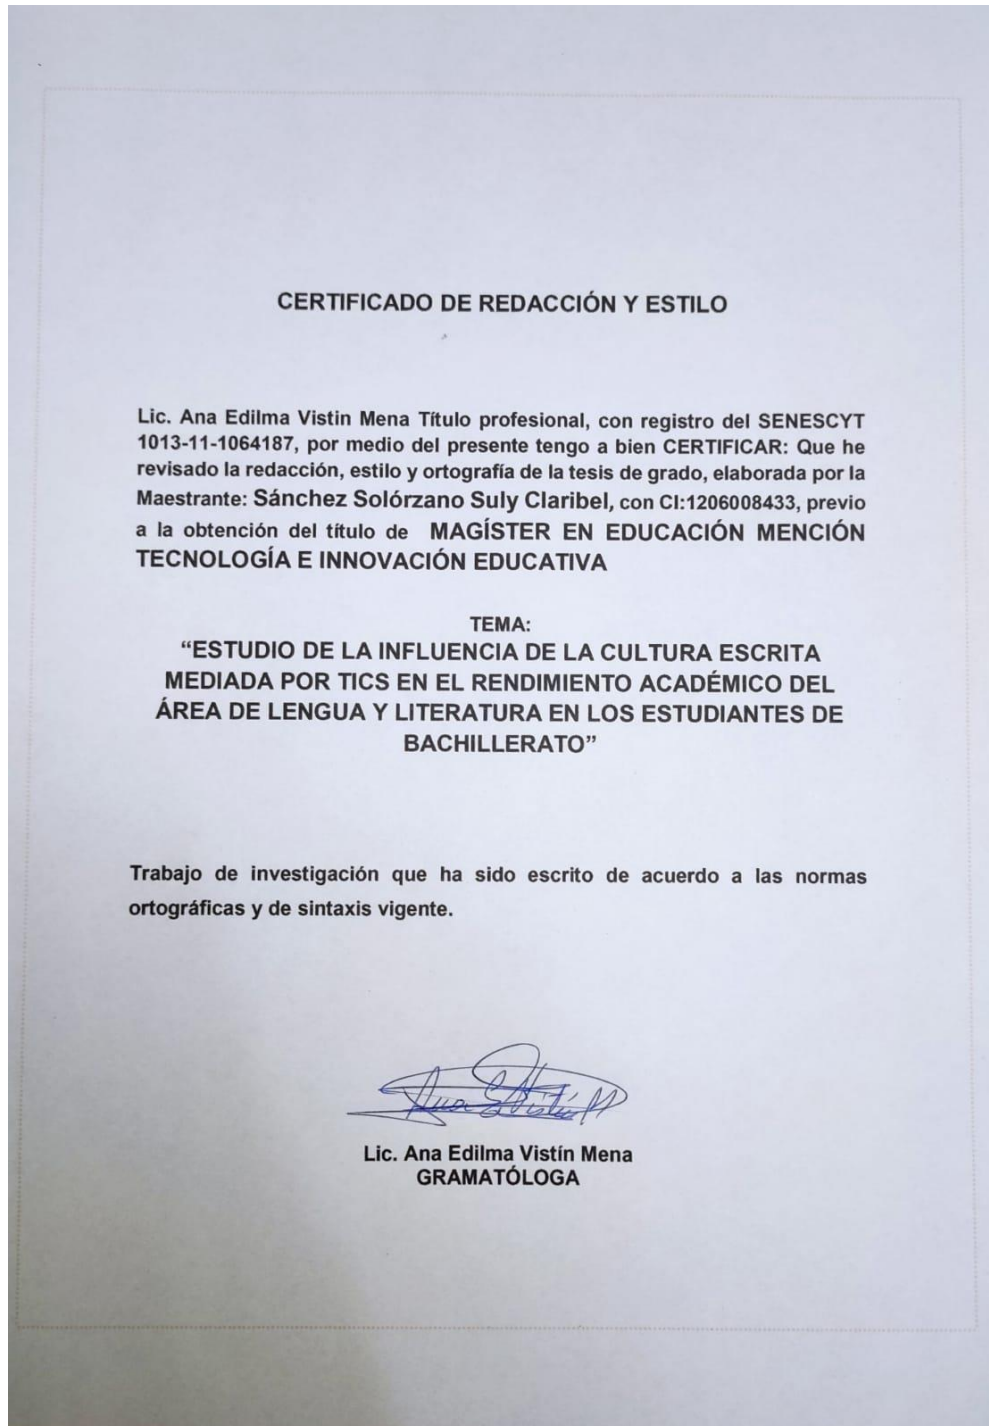 CERTIFICADO DE REDACCIÓN Y ESTILO
Lic. Ana Edilma Vistin Mena Título profesional, con registro del SENESCYT
1013-11-1064187, por medio del presente tengo a bien CERTIFICAR: Que he
revisado la redacción, estilo y ortografía de la tesis de grado, elaborada por la
Maestrante: Sánchez Solórzano Suly Claribel, con CI:1206008433, previo
a la obtención del título de MAGÍSTER EN EDUCACIÓN MENCIÓN
TECNOLOGÍA E INNOVACIÓN EDUCATIVA
TEMA:
“ESTUDIO DE LA INFLUENCIA DE LA CULTURA ESCRITA
MEDIADA POR TICS EN EL RENDIMIENTO ACADÉMICO DEL
ÁREA DE LENGUA Y LITERATURA EN LOS ESTUDIANTES DE
BACHILLERATO”
Trabajo de investigación que ha sido escrito de acuerdo a las normas
ortográficas y de sintaxis vigente.
Ana E Vistín M
Lic. Ana Edilma Vistín Mena
GRAMATÓLOGA